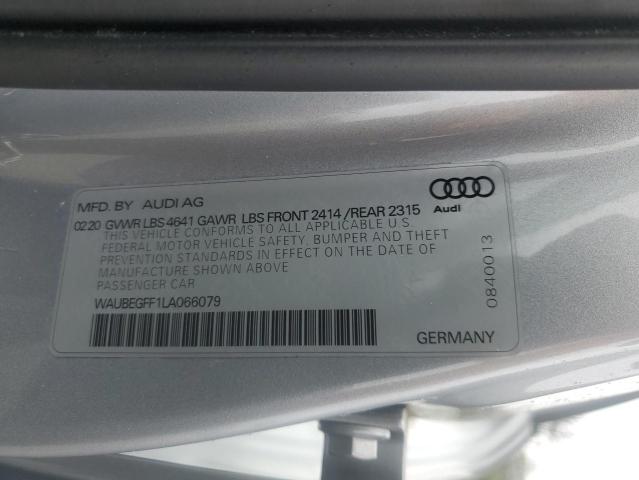 MFD. BY AUDI AG
Audi
0220 GVWR LBS 4641 GAWR LBS FRONT 2414 /REAR 2315
THIS VEHICLE CONFORMS TO ALL APPLICABLE U.S.
FEDERAL MOTOR VEHICLE SAFETY, BUMPER AND THEFT
PREVENTION STANDARDS IN EFFECT ON THE DATE OF
MANUFACTURE SHOWN ABOVE
PASSENGER CAR
WAUBEGFF1LA066079
GERMANY
0840013